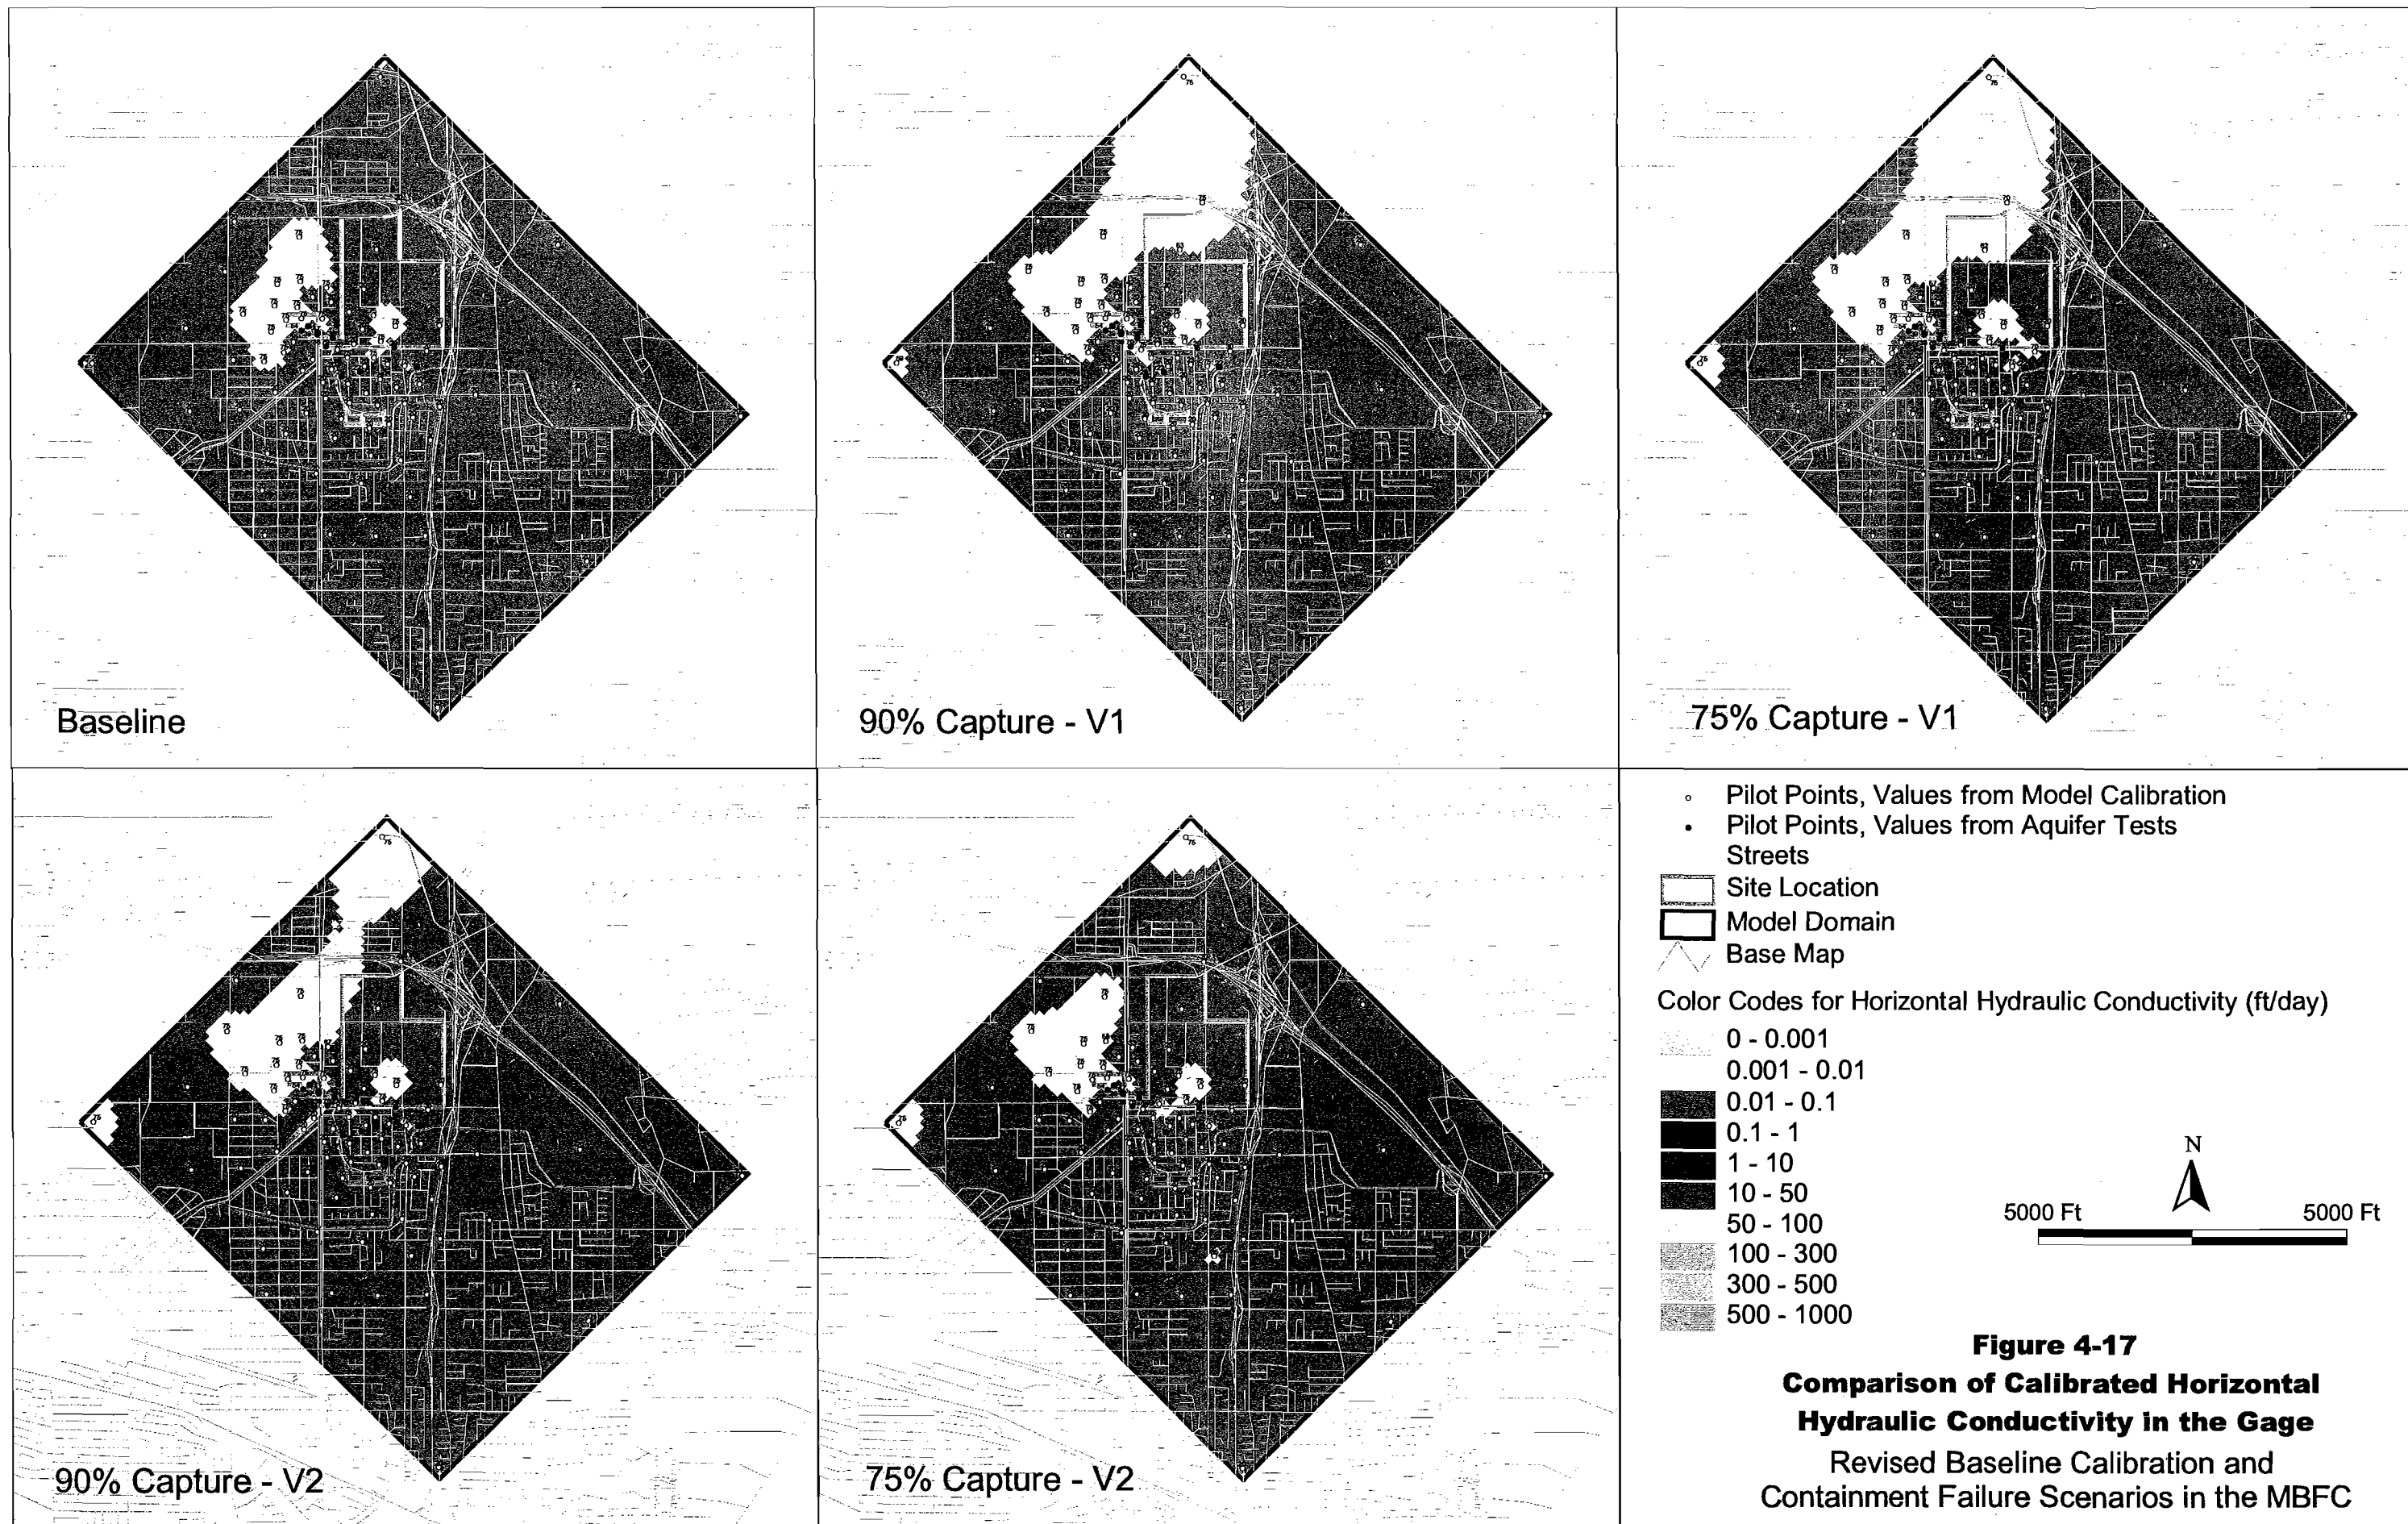 Baseline
90% Capture - V1
75% Capture - V1
90% Capture - V2
75% Capture - V2
Pilot Points, Values from Model Calibration
Pilot Points, Values from Aquifer Tests
Streets
Site Location
Model Domain
Base Map
Color Codes for Horizontal Hydraulic Conductivity (ft/day)
0 - 0.001
0.001 - 0.01
0.01 - 0.1
0.1 - 1
1 - 10
10 - 50
50 - 100
100 - 300
300 - 500
500 - 1000
N
5000 Ft 5000 Ft
Figure 4-17
Comparison of Calibrated Horizontal
Hydraulic Conductivity in the Gage
Revised Baseline Calibration and
Containment Failure Scenarios in the MBFC